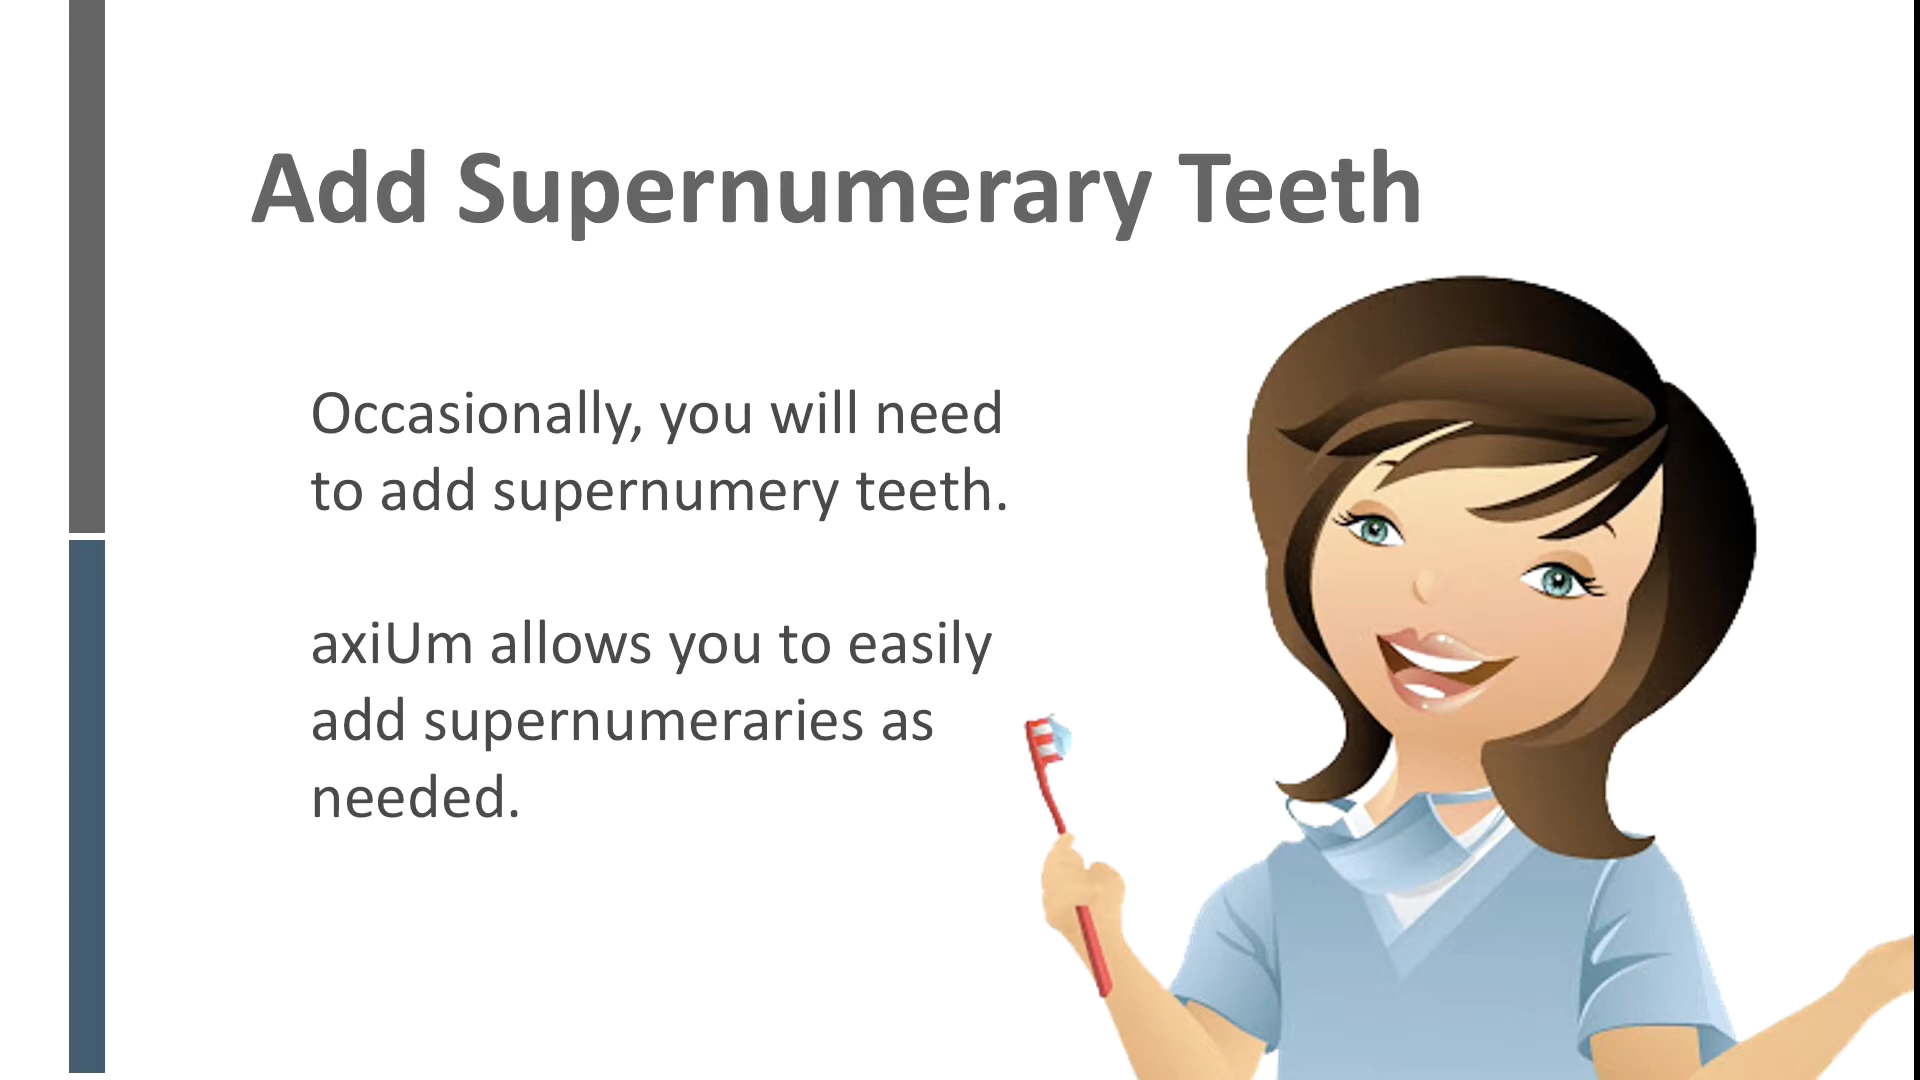 Add Supernumerary Teeth
Occasionally, you will need
to add supernumery teeth.
axiUm allows you to easily
add supernumeraries as
needed.